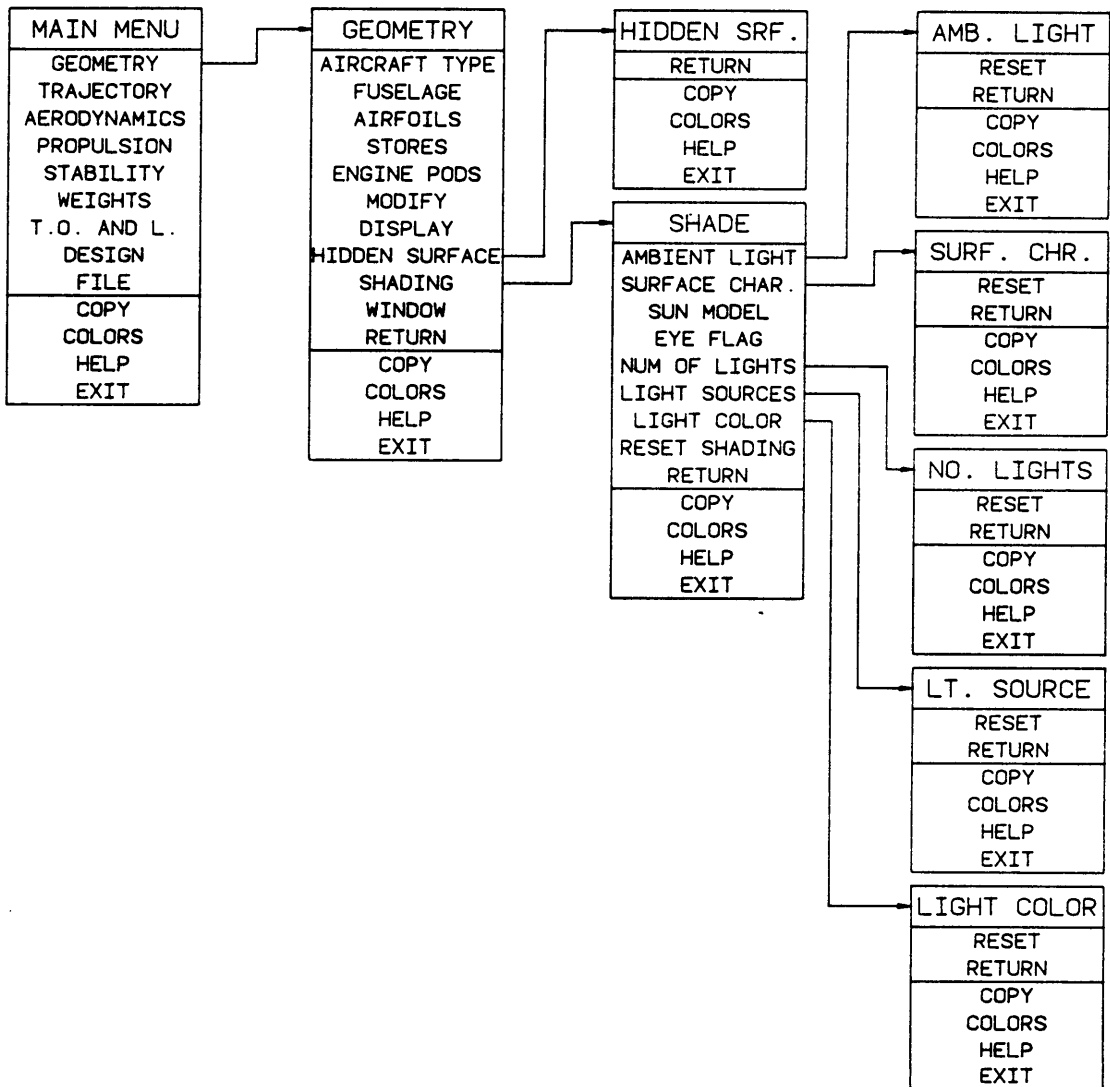 MAIN MENU
GEOMETRY
TRAJECTORY
AERODYNAMICS
PROPULSION
STABILITY
WEIGHTS
T.O. AND L.
DESIGN
FILE
COPY
COLORS
HELP
EXIT
GEOMETRY
AIRCRAFT TYPE
FUSELAGE
AIRFOILS
STORES
ENGINE PODS
MODIFY
DISPLAY
HIDDEN SURFACE
SHADING
WINDOW
RETURN
COPY
COLORS
HELP
EXIT
HIDDEN SRF.
RETURN
COPY
COLORS
HELP
EXIT
SHADE
AMBIENT LIGHT
SURFACE CHAR.
SUN MODEL
EYE FLAG
NUM OF LIGHTS
LIGHT SOURCES
LIGHT COLOR
RESET SHADING
RETURN
COPY
COLORS
HELP
EXIT
AMB. LIGHT
RESET
RETURN
COPY
COLORS
HELP
EXIT
SURF. CHR.
RESET
RETURN
COPY
COLORS
HELP
EXIT
NO. LIGHTS
RESET
RETURN
COPY
COLORS
HELP
EXIT
LT. SOURCE
RESET
RETURN
COPY
COLORS
HELP
EXIT
LIGHT COLOR
RESET
RETURN
COPY
COLORS
HELP
EXIT